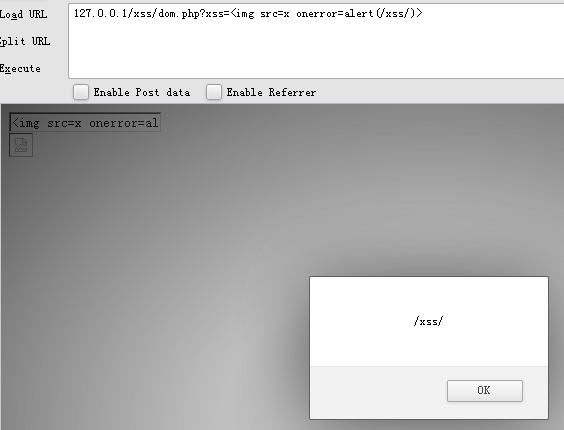 Load URL
127.0.0.1/xss/dom.php?xss=<img src=x onerror=alert(/xss/)>
Split URL
Execute
Enable Post data
Enable Referrer
<img src=x onerror=al
/xss/
OK